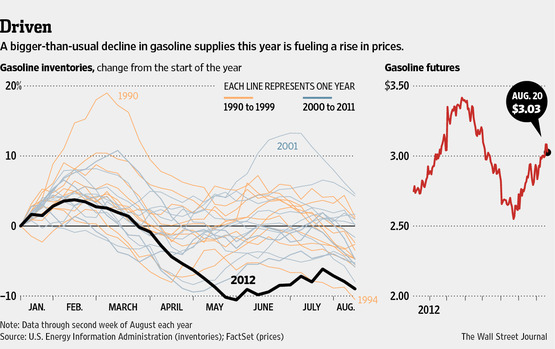 Driven
A bigger-than-usual decline in gasoline supplies this year is fueling a rise in prices.
Gasoline inventories, change from the start of the year
20%
10
0
–10
EACH LINE REPRESENTS ONE YEAR
1990 to 1999
2000 to 2011
1990
2001
2012
1994
JAN.
FEB.
MARCH
APRIL
MAY
JUNE
JULY
AUG.
Gasoline futures
$3.50
3.00
2.50
2.00
AUG. 20
$3.03
2012
Note: Data through second week of August each year
Source: U.S. Energy Information Administration (inventories); FactSet (prices)
The Wall Street Journal